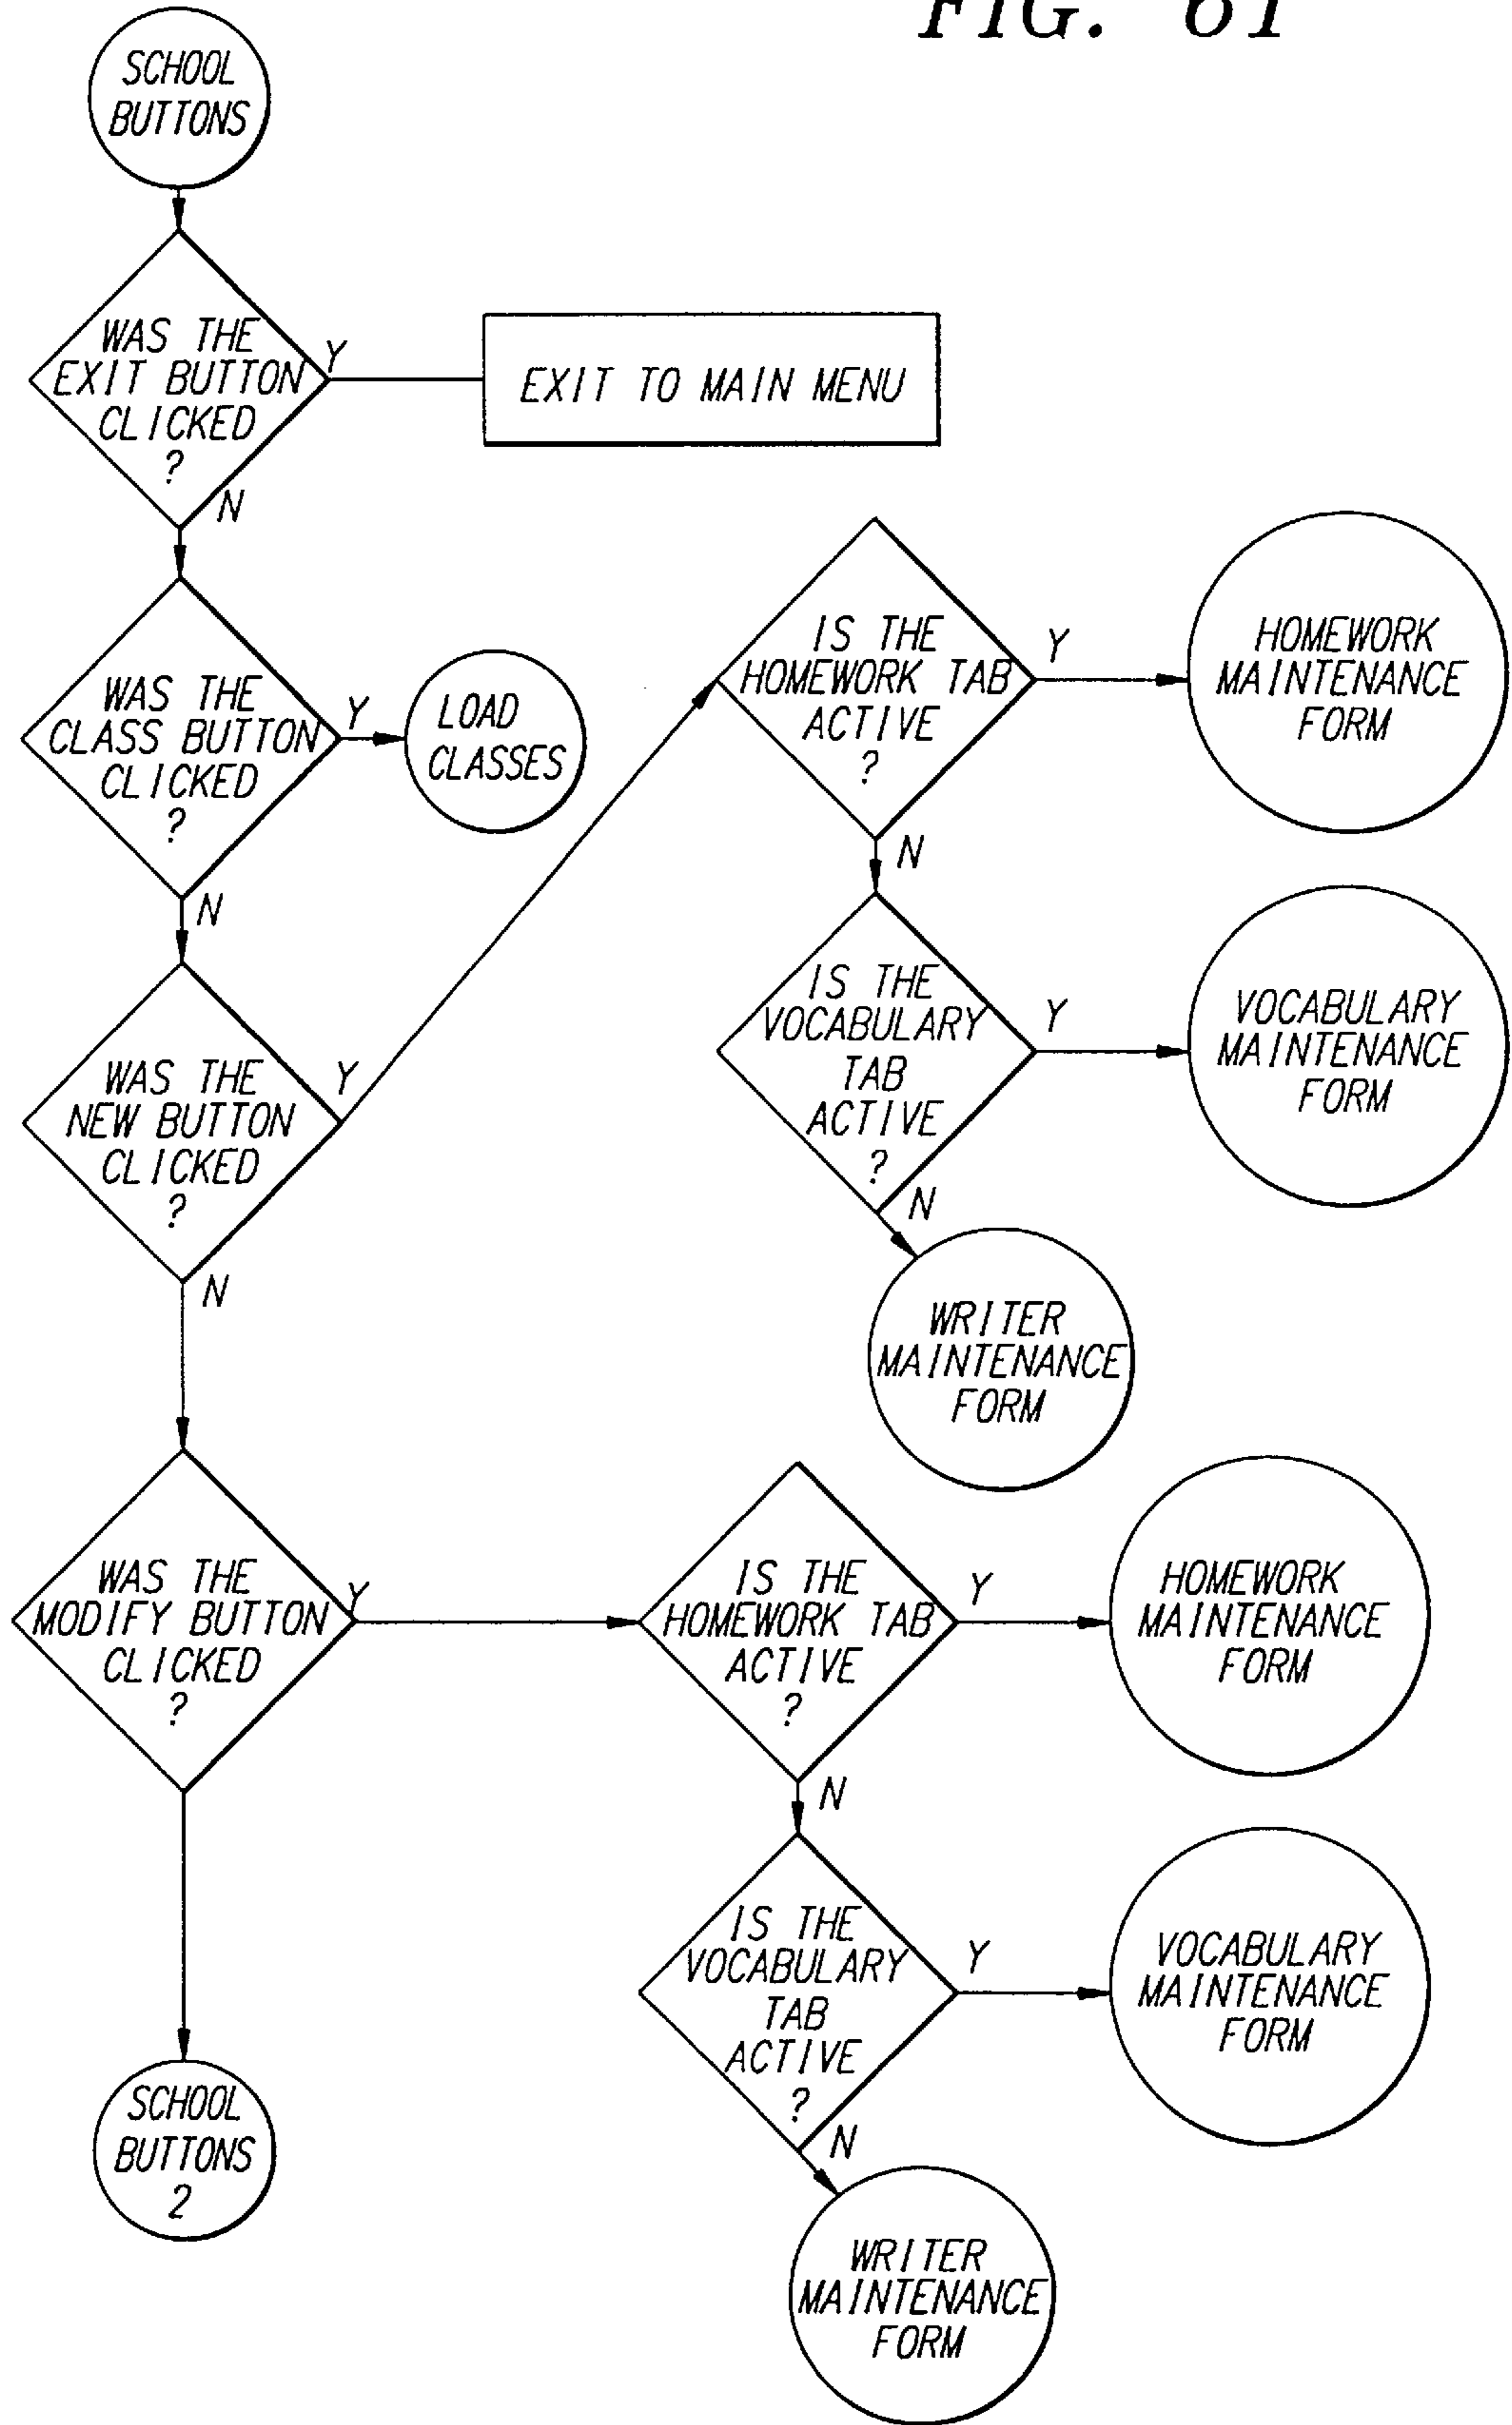 FIG. 61
SCHOOL
BUTTONS
WAS THE
EXIT BUTTON
CLICKED
?
Y
N
EXIT TO MAIN MENU
WAS THE
CLASS BUTTON
CLICKED
?
Y
N
LOAD
CLASSES
WAS THE
NEW BUTTON
CLICKED
?
Y
N
IS THE
HOMEWORK TAB
ACTIVE
?
Y
N
HOMEWORK
MAINTENANCE
FORM
IS THE
VOCABULARY
TAB
ACTIVE
?
Y
N
VOCABULARY
MAINTENANCE
FORM
WRITER
MAINTENANCE
FORM
WAS THE
MODIFY BUTTON
CLICKED
?
Y
IS THE
HOMEWORK TAB
ACTIVE
?
Y
N
HOMEWORK
MAINTENANCE
FORM
IS THE
VOCABULARY
TAB
ACTIVE
?
Y
N
VOCABULARY
MAINTENANCE
FORM
WRITER
MAINTENANCE
FORM
SCHOOL
BUTTONS
2